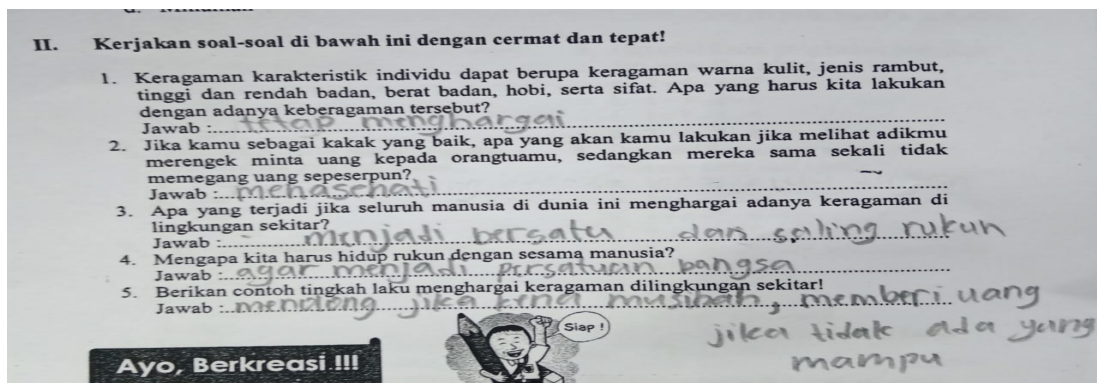 II. Kerjakan soal-soal di bawah ini dengan cermat dan tepat!
1. Keragaman karakteristik individu dapat berupa keragaman warna kulit, jenis rambut,
tinggi dan rendah badan, berat badan, hobi, serta sifat. Apa yang harus kita lakukan
dengan adanya keberagaman tersebut?
Jawab : tetap menghargai
2. Jika kamu sebagai kakak yang baik, apa yang akan kamu lakukan jika melihat adikmu
merengek minta uang kepada orangtuamu, sedangkan mereka sama sekali tidak
memegang uang sepeserpun?
Jawab : menasehati
3. Apa yang terjadi jika seluruh manusia di dunia ini menghargai adanya keragaman di
lingkungan sekitar?
Jawab : menjadi bersatu dan saling rukun
4. Mengapa kita harus hidup rukun dengan sesama manusia?
Jawab : agar menjadi persatuan bangsa
5. Berikan contoh tingkah laku menghargai keragaman dilingkungan sekitar!
Jawab : menolong jika kena musibah, memberi uang
jika tidak ada yang
mampu
Siap !
Ayo, Berkreasi !!!